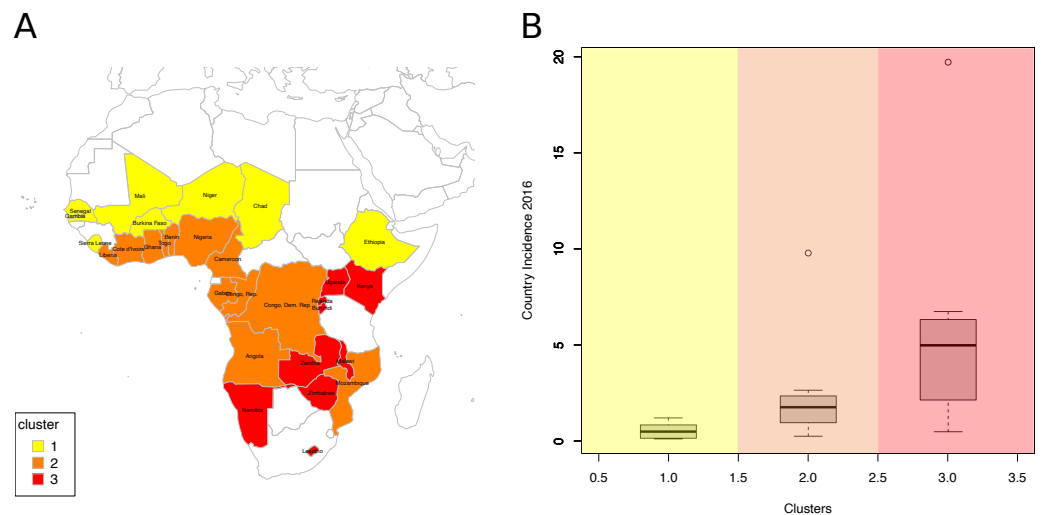 A
Mali
Niger
Chad
Senegal
Gambia
Burkina Faso
Sierra Leone
Liberia
Cote d'Ivoire
Ghana
Togo
Benin
Nigeria
Cameroon
Ethiopia
Gabon
Congo, Rep.
Congo, Dem. Rep.
Uganda
Kenya
Rwanda
Burundi
Angola
Zambia
Malawi
Mozambique
Zimbabwe
Namibia
Lesotho
cluster
1
2
3
B
Country Incidence 2016
20
15
10
5
0
0.5 1.0 1.5 2.0 2.5 3.0 3.5
Clusters